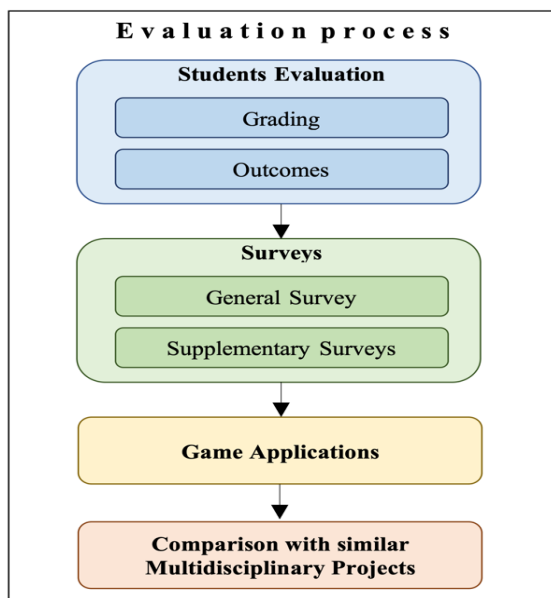 Evaluation process
Students Evaluation
Grading
Outcomes
Surveys
General Survey
Supplementary Surveys
Game Applications
Comparison with similar
Multidisciplinary Projects